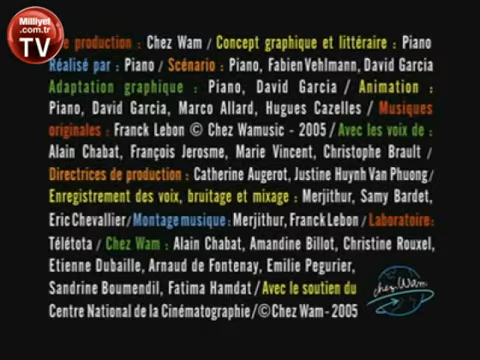 Milliyet
.com.tr
TV
production : Chez Wam / Concept graphique et littéraire : Piano
Réalisé par : Piano / Scénario : Piano, Fabien Vehlmann, David Garcia
Adaptation graphique : Piano, David Garcia / Animation :
Piano, David Garcia, Marco Allard, Hugues Cazelles / Musiques
originales : Franck Lebon © Chez Wamusic - 2005 / Avec les voix de :
Alain Chabat, François Jerosme, Marie Vincent, Christophe Brault /
Directrices de production : Catherine Augerot, Justine Huynh Van Phuong /
Enregistrement des voix, bruitage et mixage : Merjithur, Samy Bardet,
Eric Chevallier / Montage musique : Merjithur, Franck Lebon / Laboratoire :
Télétota / Chez Wam : Alain Chabat, Amandine Billot, Christine Rouxel,
Etienne Dubaille, Arnaud de Fontenay, Emilie Pegurier,
Sandrine Boumendil, Fatima Hamdat / Avec le soutien du
Centre National de la Cinématographie / © Chez Wam - 2005
chez Wam